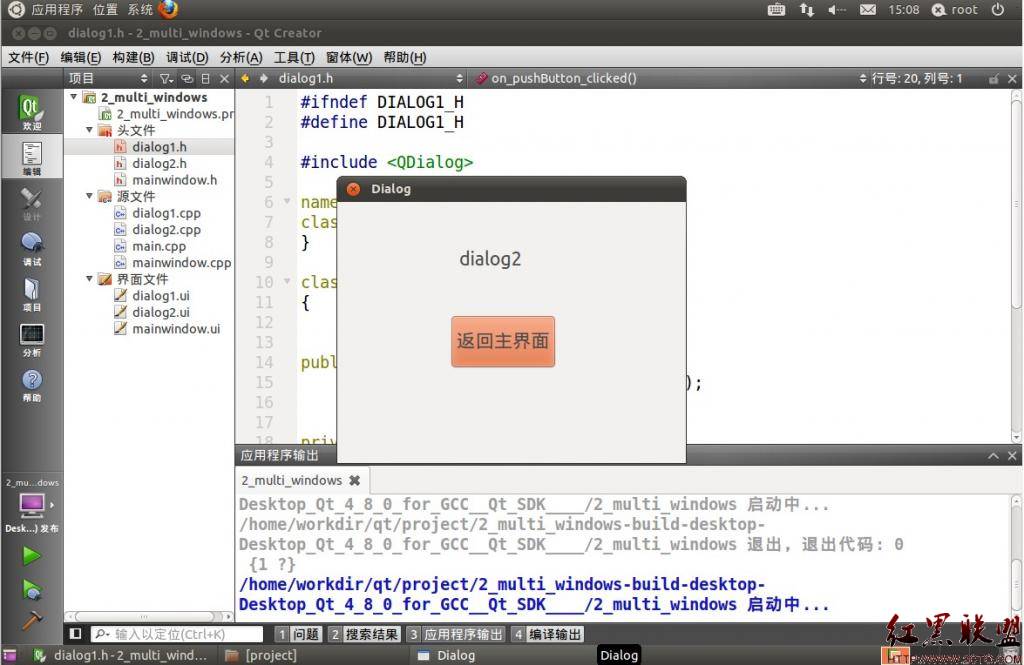 应用程序 位置 系统 15:08 root
dialog1.h - 2_multi_windows - Qt Creator
文件(F) 编辑(E) 构建(B) 调试(D) 分析(A) 工具(T) 窗体(W) 帮助(H)
项目 dialog1.h on_pushButton_clicked() 行号: 20, 列号: 1
Qt
欢迎
编辑
设计
调试
项目
分析
帮助
2_mu...dows
Desk...) 发布
2_multi_windows
2_multi_windows.pr
头文件
dialog1.h
dialog2.h
mainwindow.h
源文件
dialog1.cpp
dialog2.cpp
main.cpp
mainwindow.cpp
界面文件
dialog1.ui
dialog2.ui
mainwindow.ui
1 #ifndef DIALOG1_H
2 #define DIALOG1_H
3
4 #include <QDialog>
5
6 name
7 clas
8 }
9
10 clas
11 {
12
13
14 publ
15 );
16
17
18 priv
Dialog
dialog2
返回主界面
应用程序输出
2_multi_windows
Desktop_Qt_4_8_0_for_GCC__Qt_SDK____/2_multi_windows 启动中...
/home/workdir/qt/project/2_multi_windows-build-desktop-
Desktop_Qt_4_8_0_for_GCC__Qt_SDK____/2_multi_windows 退出，退出代码: 0
{1 ?}
/home/workdir/qt/project/2_multi_windows-build-desktop-
Desktop_Qt_4_8_0_for_GCC__Qt_SDK____/2_multi_windows 启动中...
输入以定位(Ctrl+K) 1 问题 2 搜索结果 3 应用程序输出 4 编译输出
dialog1.h - 2_multi_wind... [project] Dialog Dialog
红黑联盟